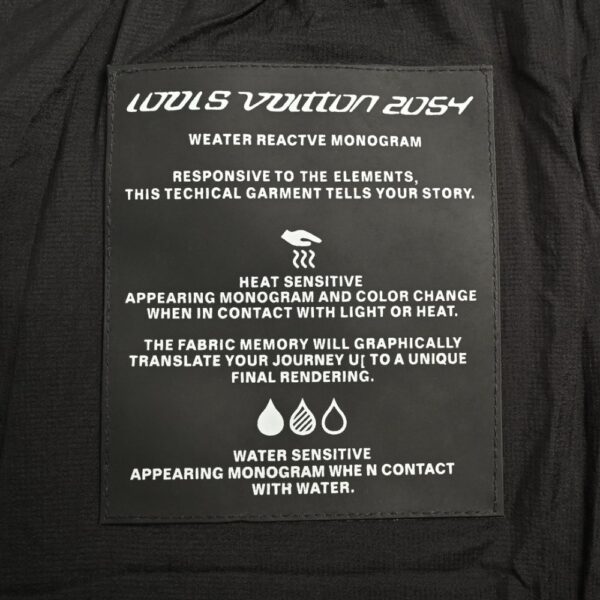 LOUIS VUITTON 2054
WEATER REACTVE MONOGRAM
RESPONSIVE TO THE ELEMENTS,
THIS TECHICAL GARMENT TELLS YOUR STORY.
HEAT SENSITIVE
APPEARING MONOGRAM AND COLOR CHANGE
WHEN IN CONTACT WITH LIGHT OR HEAT.
THE FABRIC MEMORY WILL GRAPHICALLY
TRANSLATE YOUR JOURNEY U[ TO A UNIQUE
FINAL RENDERING.
WATER SENSITIVE
APPEARING MONOGRAM WHE N CONTACT
WITH WATER.